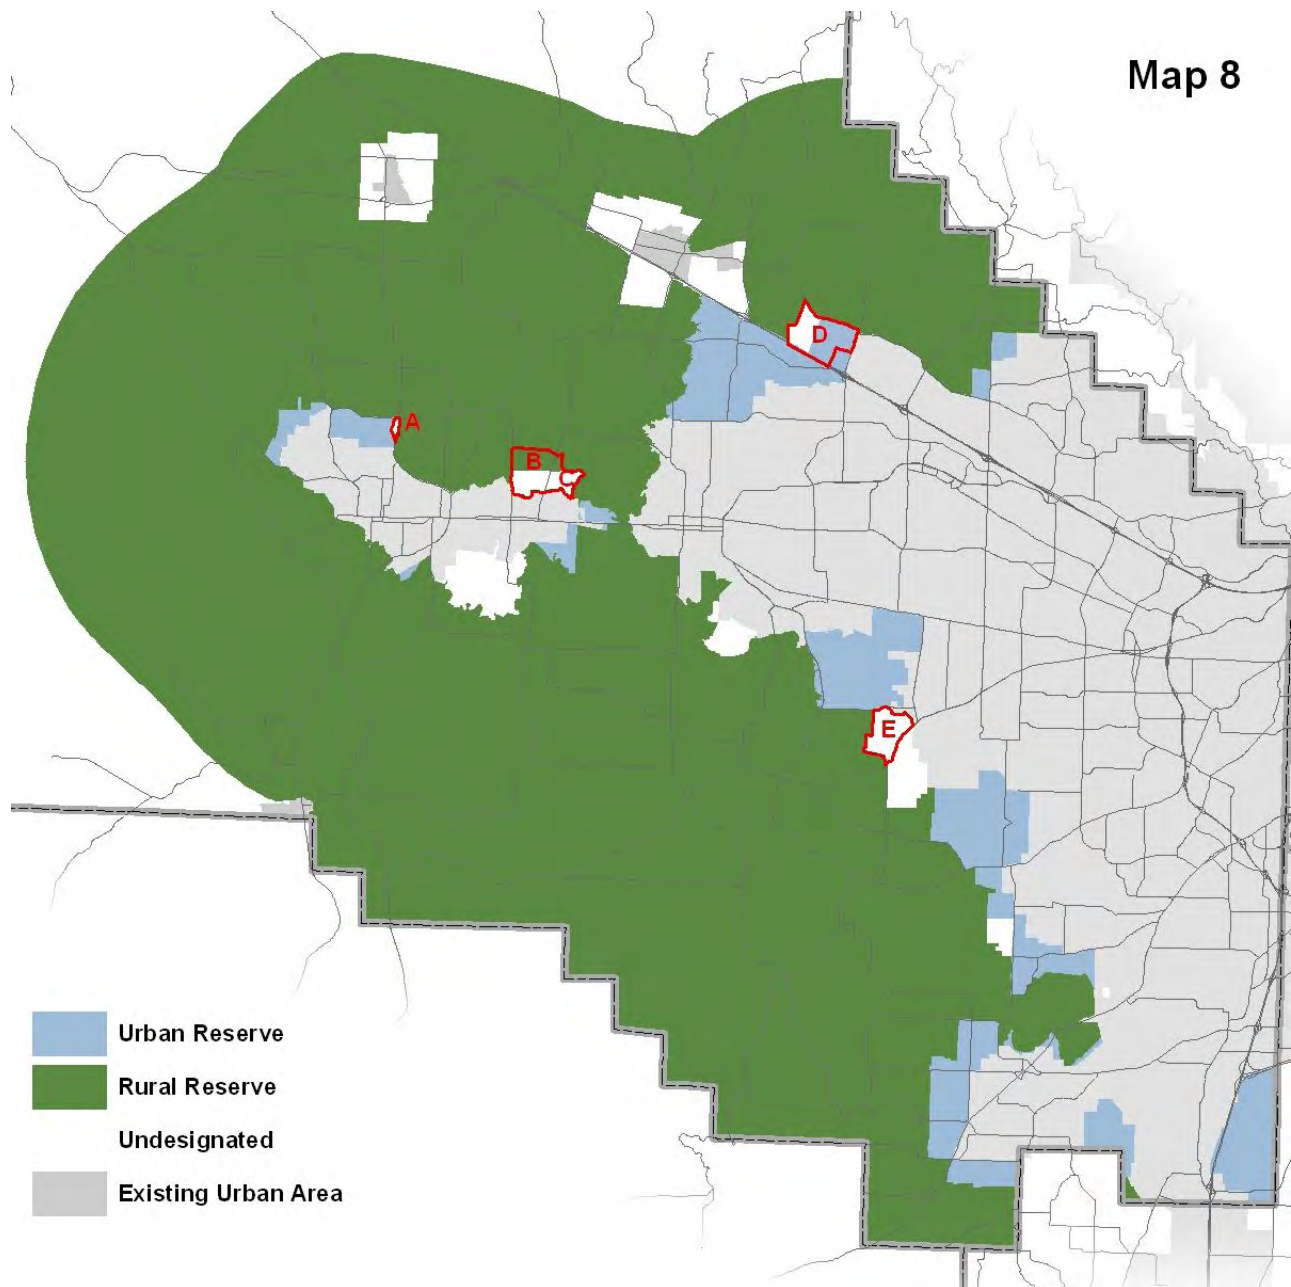 Map 8
D
A
B
C
E
Urban Reserve
Rural Reserve
Undesignated
Existing Urban Area